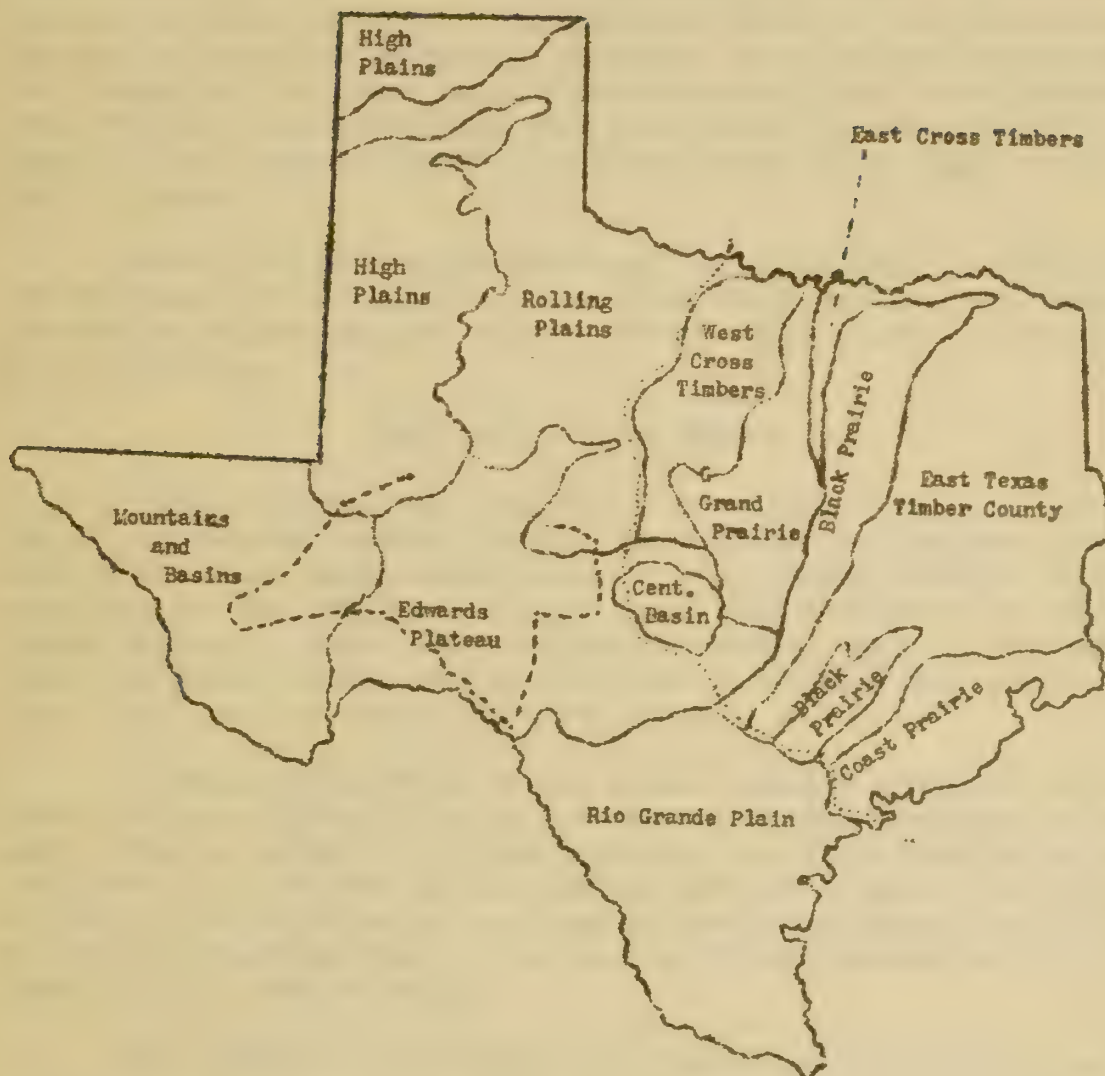 High
Plains
East Cross Timbers
High
Plains
Rolling
Plains
West
Cross
Timbers
Black Prairie
East Texas
Timber County
Mountains
and
Basins
Grand
Prairie
Cent.
Basin
Edwards
Plateau
Black
Prairie
Coast Prairie
Rio Grande Plain